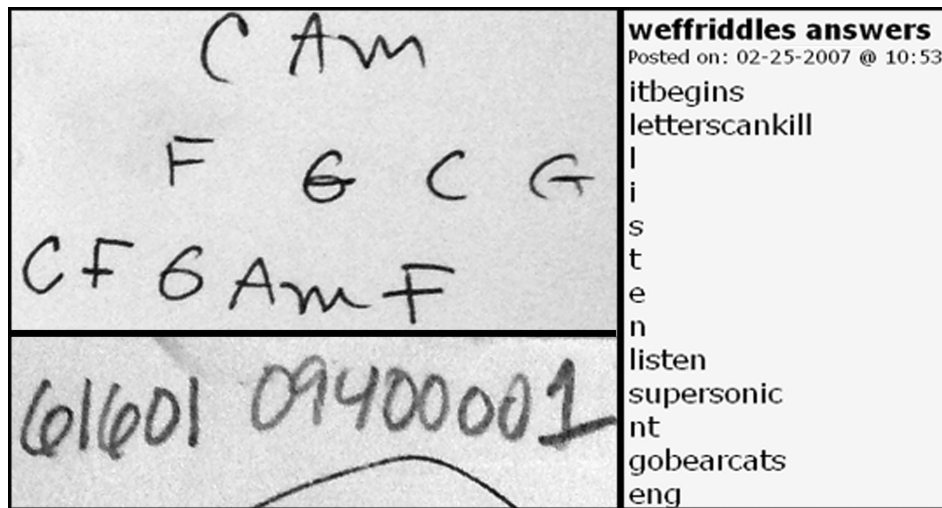 C Am
F G C G
C F G Am F
61601 09400001
weffriddles answers
Posted on: 02-25-2007 @ 10:53
itbegins
letterscankill
l
i
s
t
e
n
listen
supersonic
nt
gobearcats
eng